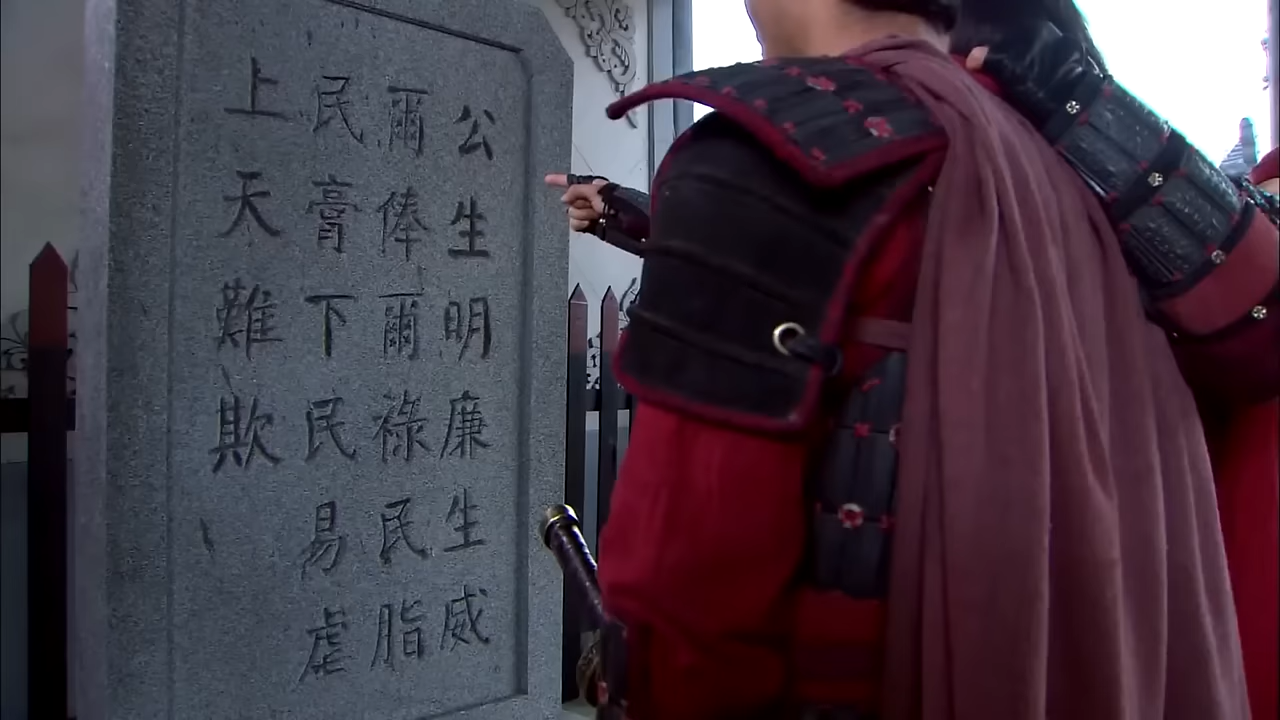 公生明廉生威
爾俸爾祿民脂
民膏下民易虐
上天難欺